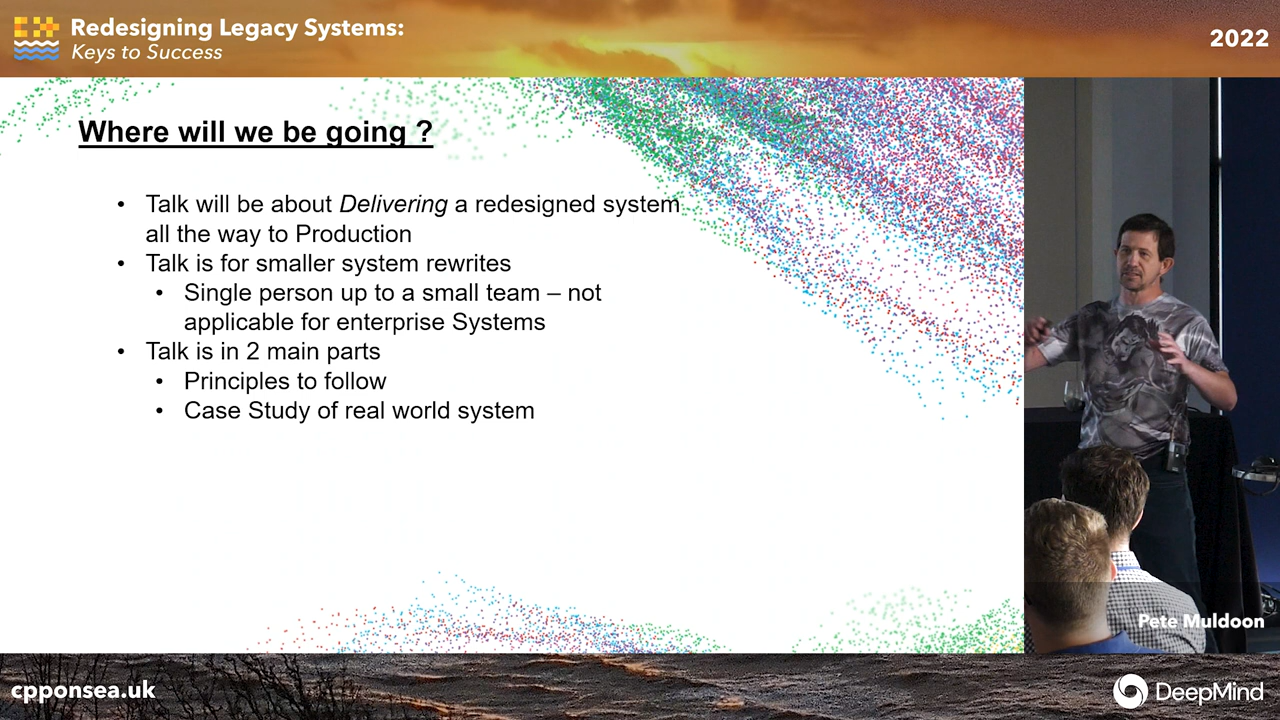 Redesigning Legacy Systems:
Keys to Success
2022
Where will we be going ?
• Talk will be about Delivering a redesigned system
all the way to Production
• Talk is for smaller system rewrites
• Single person up to a small team – not
applicable for enterprise Systems
• Talk is in 2 main parts
• Principles to follow
• Case Study of real world system
Pete Muldoon
cpponsea.uk
DeepMind